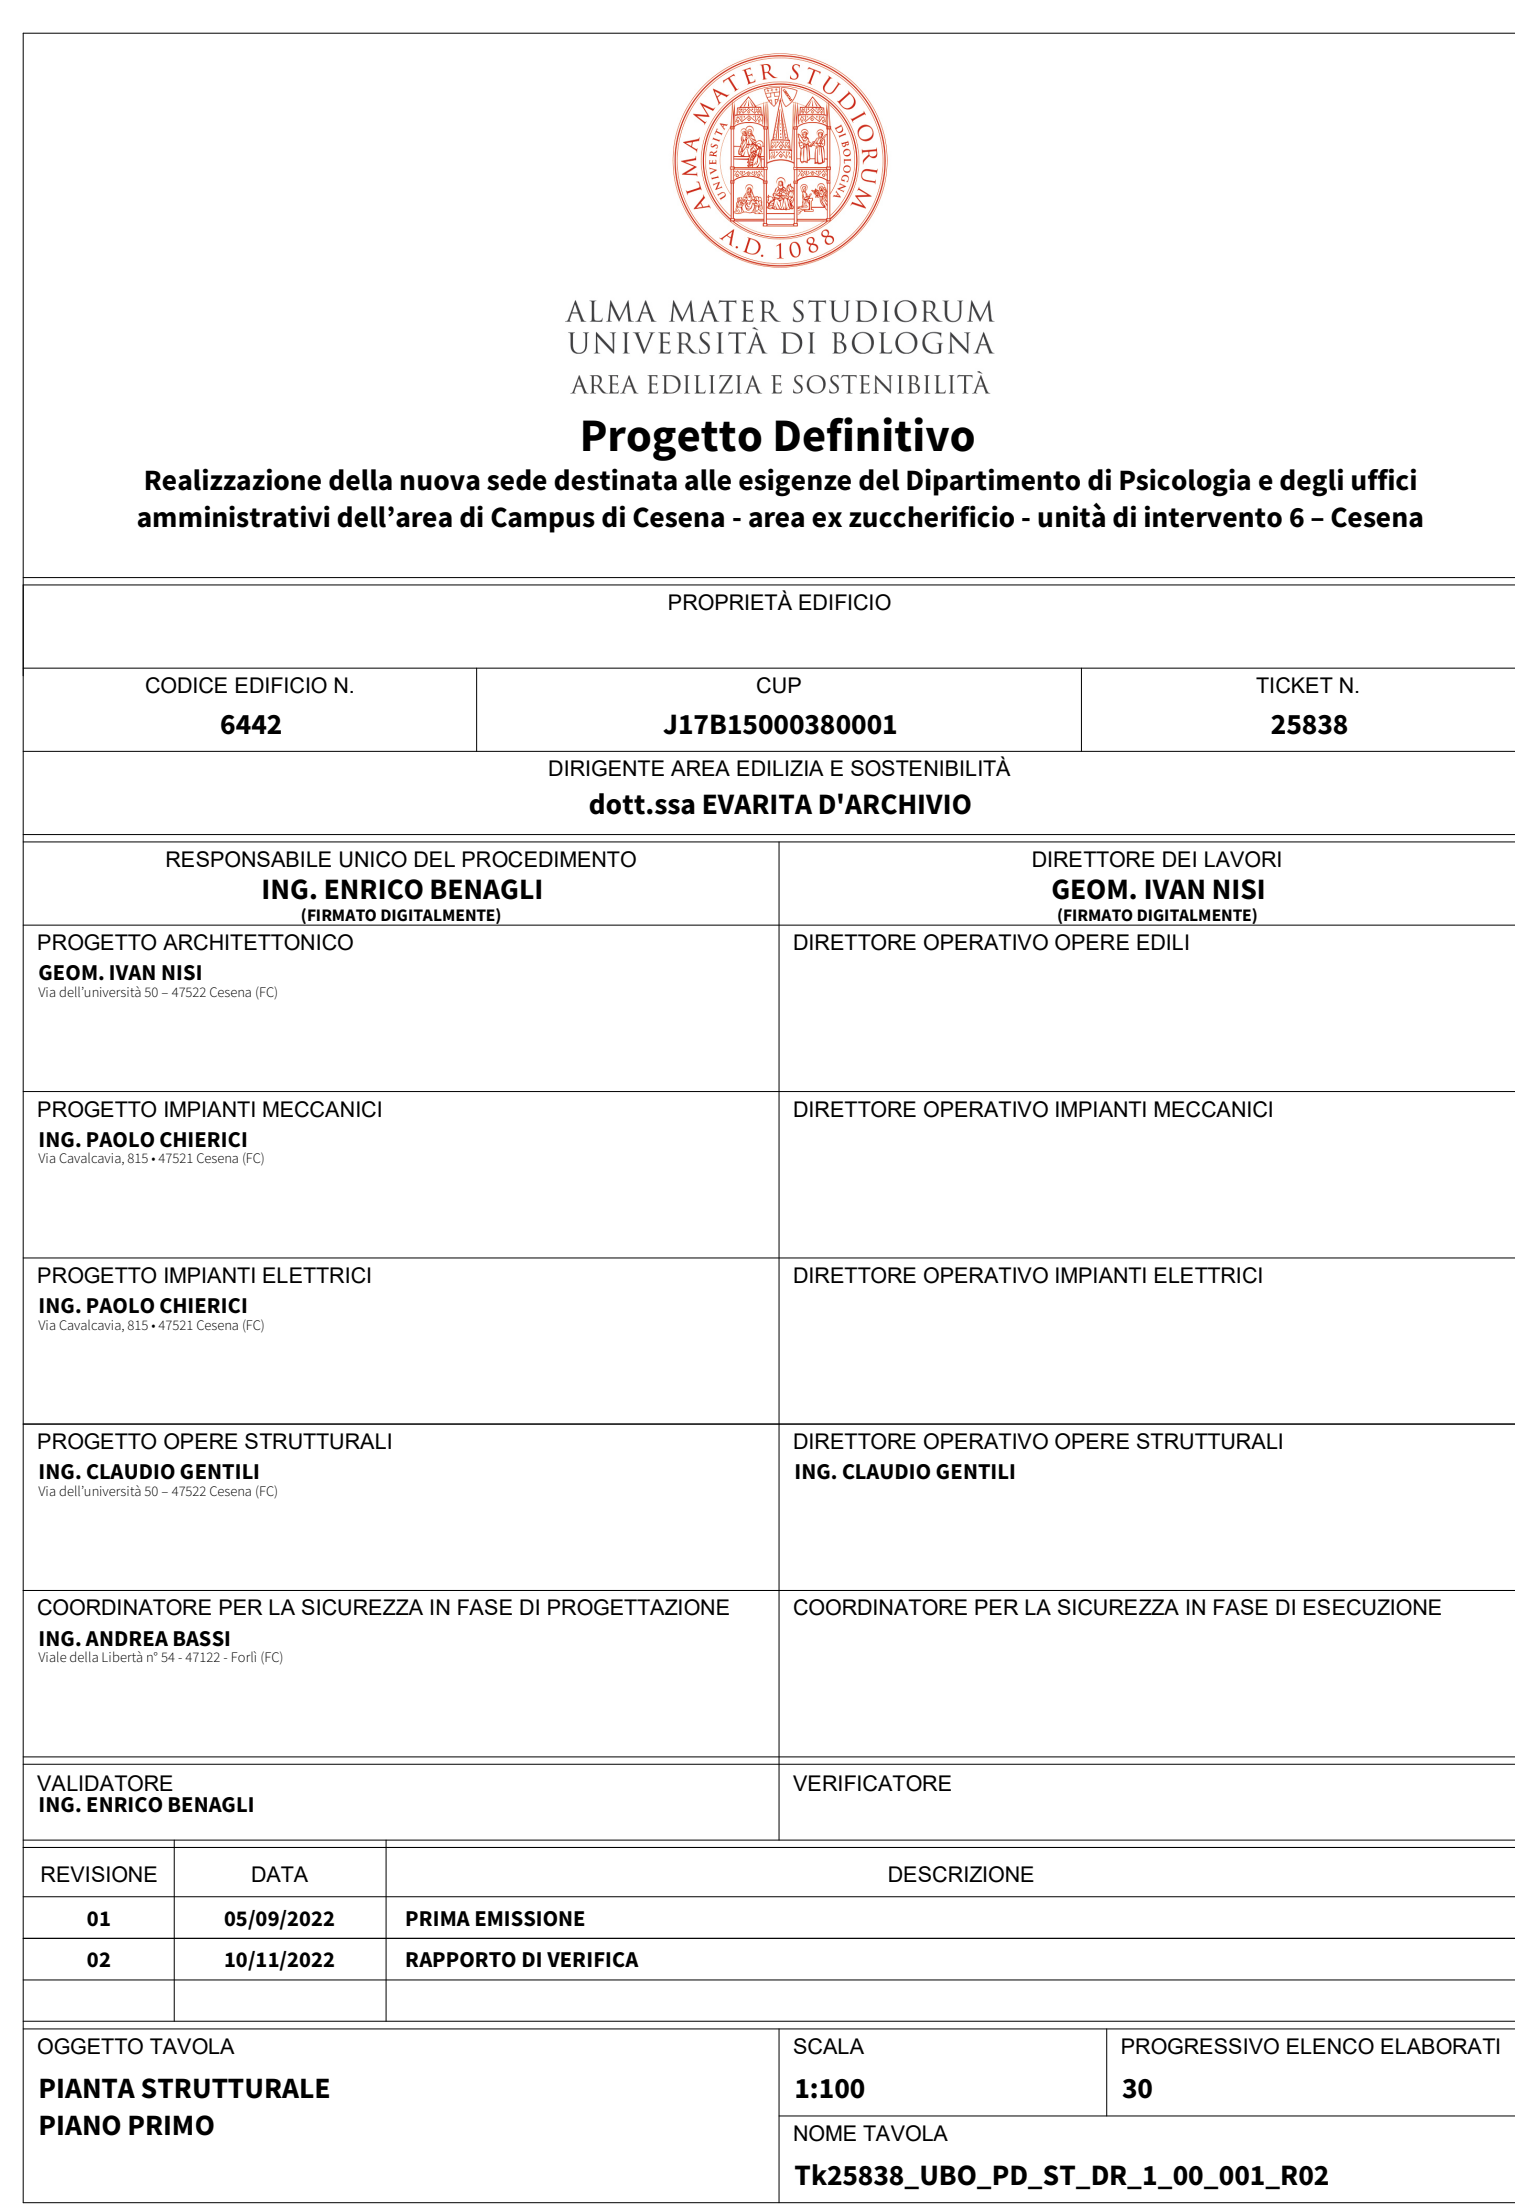 ALMA MATER STUDIORUM
UNIVERSITA DI BOLOGNA
A.D. 1088
ALMA MATER STUDIORUM
UNIVERSITÀ DI BOLOGNA
AREA EDILIZIA E SOSTENIBILITÀ
Progetto Definitivo
Realizzazione della nuova sede destinata alle esigenze del Dipartimento di Psicologia e degli uffici
amministrativi dell’area di Campus di Cesena - area ex zuccherificio - unità di intervento 6 – Cesena
PROPRIETÀ EDIFICIO
CODICE EDIFICIO N.
6442
CUP
J17B15000380001
TICKET N.
25838
DIRIGENTE AREA EDILIZIA E SOSTENIBILITÀ
dott.ssa EVARITA D'ARCHIVIO
RESPONSABILE UNICO DEL PROCEDIMENTO
ING. ENRICO BENAGLI
(FIRMATO DIGITALMENTE)
DIRETTORE DEI LAVORI
GEOM. IVAN NISI
(FIRMATO DIGITALMENTE)
PROGETTO ARCHITETTONICO
GEOM. IVAN NISI
Via dell’università 50 – 47522 Cesena (FC)
DIRETTORE OPERATIVO OPERE EDILI
PROGETTO IMPIANTI MECCANICI
ING. PAOLO CHIERICI
Via Cavalcavia, 815 • 47521 Cesena (FC)
DIRETTORE OPERATIVO IMPIANTI MECCANICI
PROGETTO IMPIANTI ELETTRICI
ING. PAOLO CHIERICI
Via Cavalcavia, 815 • 47521 Cesena (FC)
DIRETTORE OPERATIVO IMPIANTI ELETTRICI
PROGETTO OPERE STRUTTURALI
ING. CLAUDIO GENTILI
Via dell’università 50 – 47522 Cesena (FC)
DIRETTORE OPERATIVO OPERE STRUTTURALI
ING. CLAUDIO GENTILI
COORDINATORE PER LA SICUREZZA IN FASE DI PROGETTAZIONE
ING. ANDREA BASSI
Viale della Libertà n° 54 - 47122 - Forlì (FC)
COORDINATORE PER LA SICUREZZA IN FASE DI ESECUZIONE
VALIDATORE
ING. ENRICO BENAGLI
VERIFICATORE
REVISIONE DATA DESCRIZIONE
01 05/09/2022 PRIMA EMISSIONE
02 10/11/2022 RAPPORTO DI VERIFICA
OGGETTO TAVOLA
PIANTA STRUTTURALE
PIANO PRIMO
SCALA
1:100
PROGRESSIVO ELENCO ELABORATI
30
NOME TAVOLA
Tk25838_UBO_PD_ST_DR_1_00_001_R02